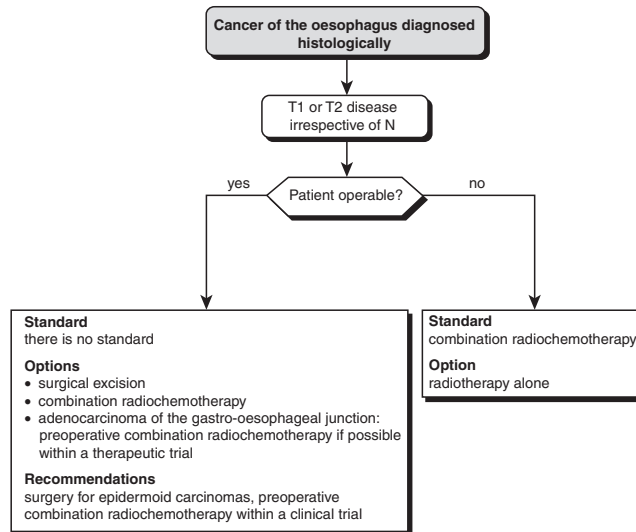 Cancer of the oesophagus diagnosed
histologically
T1 or T2 disease
irrespective of N
Patient operable?
yes
no
Standard
there is no standard
Options
• surgical excision
• combination radiochemotherapy
• adenocarcinoma of the gastro-oesophageal junction:
preoperative combination radiochemotherapy if possible
within a therapeutic trial
Recommendations
surgery for epidermoid carcinomas, preoperative
combination radiochemotherapy within a clinical trial
Standard
combination radiochemotherapy
Option
radiotherapy alone